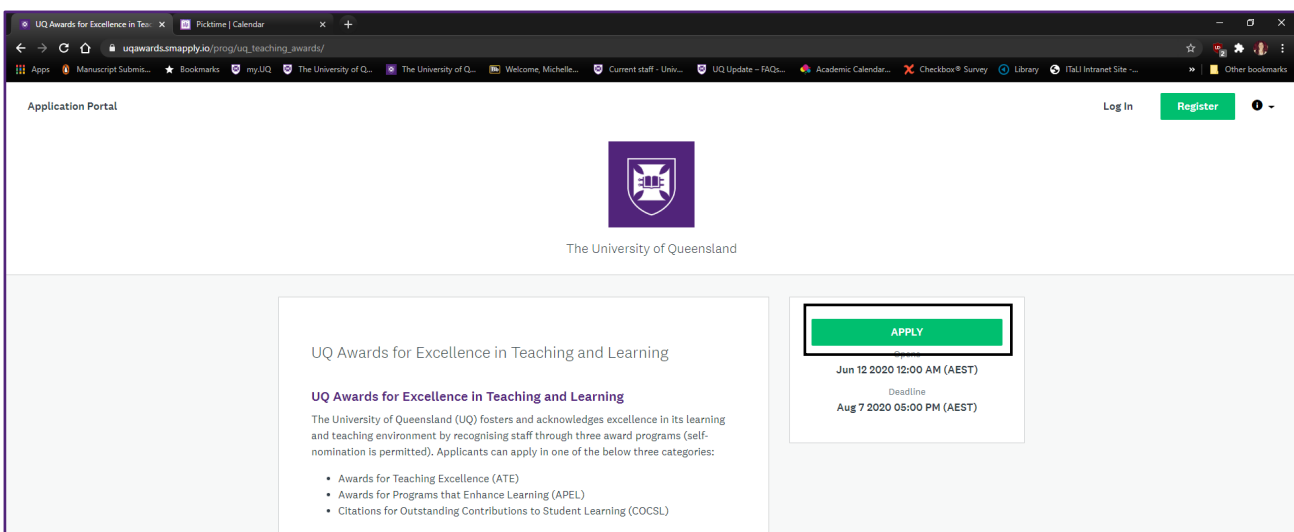 UQ Awards for Excellence in Teac
Picktime | Calendar
uqawards.smapply.io/prog/uq_teaching_awards/
Apps Manuscript Submis... Bookmarks my.UQ The University of Q... The University of Q... Welcome, Michelle... Current staff - Univ... UQ Update – FAQs... Academic Calendar... Checkbox® Survey Library ITaLI Intranet Site -... » Other bookmarks
Application Portal
Log In
Register
The University of Queensland
APPLY
Opens
Jun 12 2020 12:00 AM (AEST)
Deadline
Aug 7 2020 05:00 PM (AEST)
UQ Awards for Excellence in Teaching and Learning
UQ Awards for Excellence in Teaching and Learning
The University of Queensland (UQ) fosters and acknowledges excellence in its learning
and teaching environment by recognising staff through three award programs (self-
nomination is permitted). Applicants can apply in one of the below three categories:
• Awards for Teaching Excellence (ATE)
• Awards for Programs that Enhance Learning (APEL)
• Citations for Outstanding Contributions to Student Learning (COCSL)